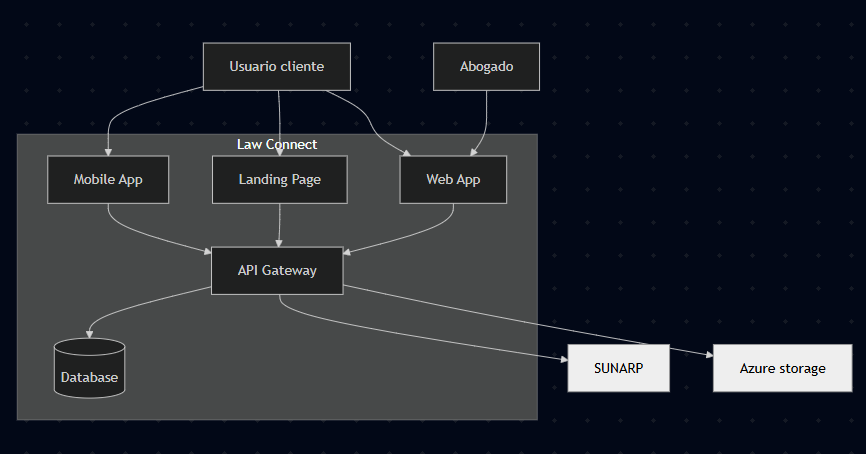 Usuario cliente
Abogado
Law Connect
Mobile App
Landing Page
Web App
API Gateway
Database
SUNARP
Azure storage